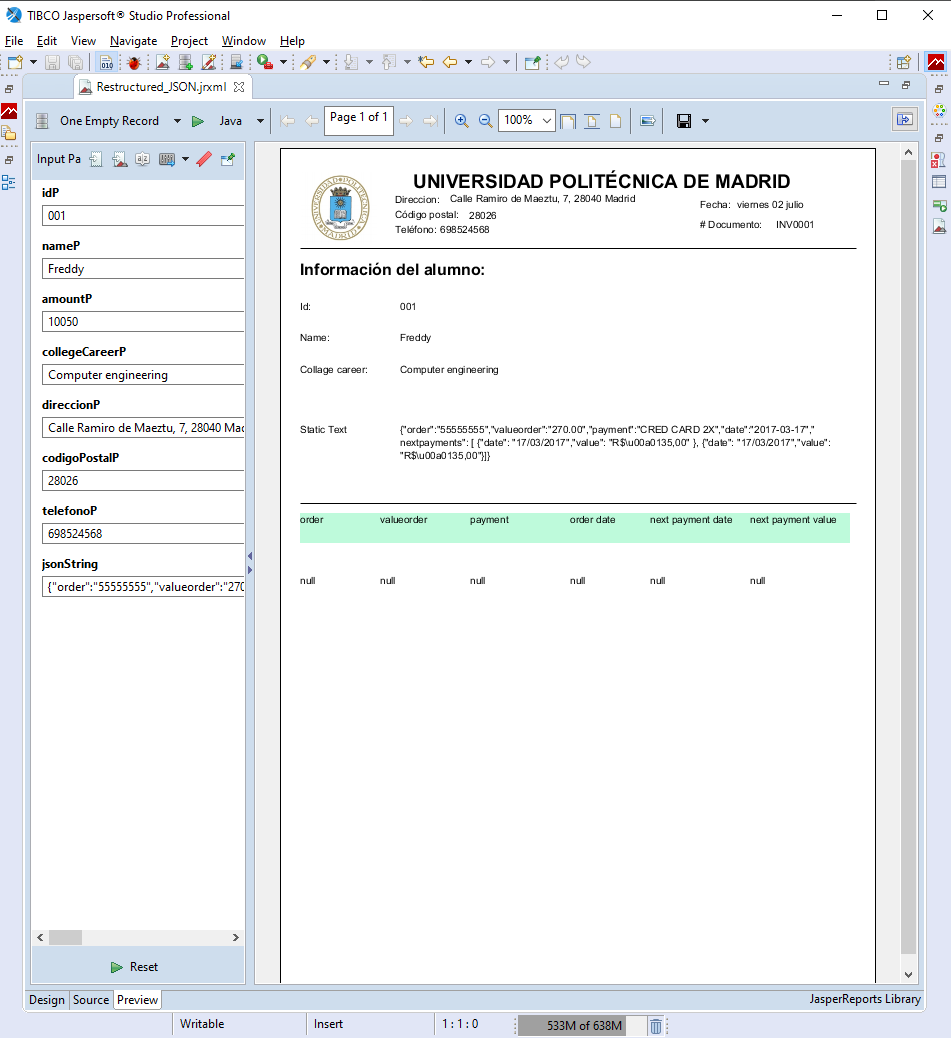 TIBCO Jaspersoft® Studio Professional
File Edit View Navigate Project Window Help
Restructured_JSON.jrxml
One Empty Record Java Page 1 of 1 100%
Input Pa
idP
001
nameP
Freddy
amountP
10050
collegeCareerP
Computer engineering
direccionP
Calle Ramiro de Maeztu, 7, 28040 Mad
codigoPostalP
28026
telefonoP
698524568
jsonString
{"order":"55555555","valueorder":"270
Reset
UNIVERSIDAD POLITÉCNICA DE MADRID
Direccion: Calle Ramiro de Maeztu, 7, 28040 Madrid
Fecha: viernes 02 julio
Código postal: 28026
# Documento: INV0001
Teléfono: 698524568
Información del alumno:
Id: 001
Name: Freddy
Collage career: Computer engineering
Static Text {"order":"55555555","valueorder":"270.00","payment":"CRED CARD 2X","date":"2017-03-17","
nextpayments": [ {"date": "17/03/2017","value": "R$\u00a0135,00" }, {"date": "17/03/2017","value":
"R$\u00a0135,00"}]}
order valueorder payment order date next payment date next payment value
null null null null null null
Design Source Preview
JasperReports Library
Writable Insert 1 : 1 : 0 533M of 638M